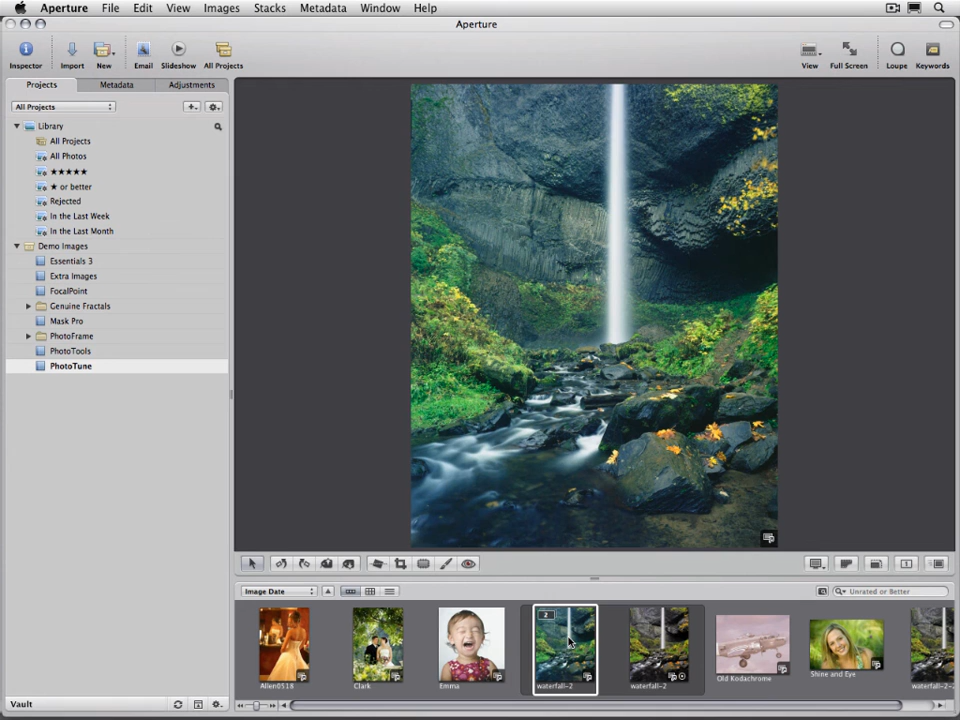 Aperture File Edit View Images Stacks Metadata Window Help
Aperture
Inspector Import New Email Slideshow All Projects View Full Screen Loupe Keywords
Projects Metadata Adjustments
All Projects
Library
All Projects
All Photos
★★★★★
★ or better
Rejected
In the Last Week
In the Last Month
Demo Images
Essentials 3
Extra Images
FocalPoint
Genuine Fractals
Mask Pro
PhotoFrame
PhotoTools
PhotoTune
Image Date Unrated or Better
2
Allen0518 Clark Emma waterfall-2 waterfall-2 Old Kodachrome Shine and Eye waterfall-2
Vault